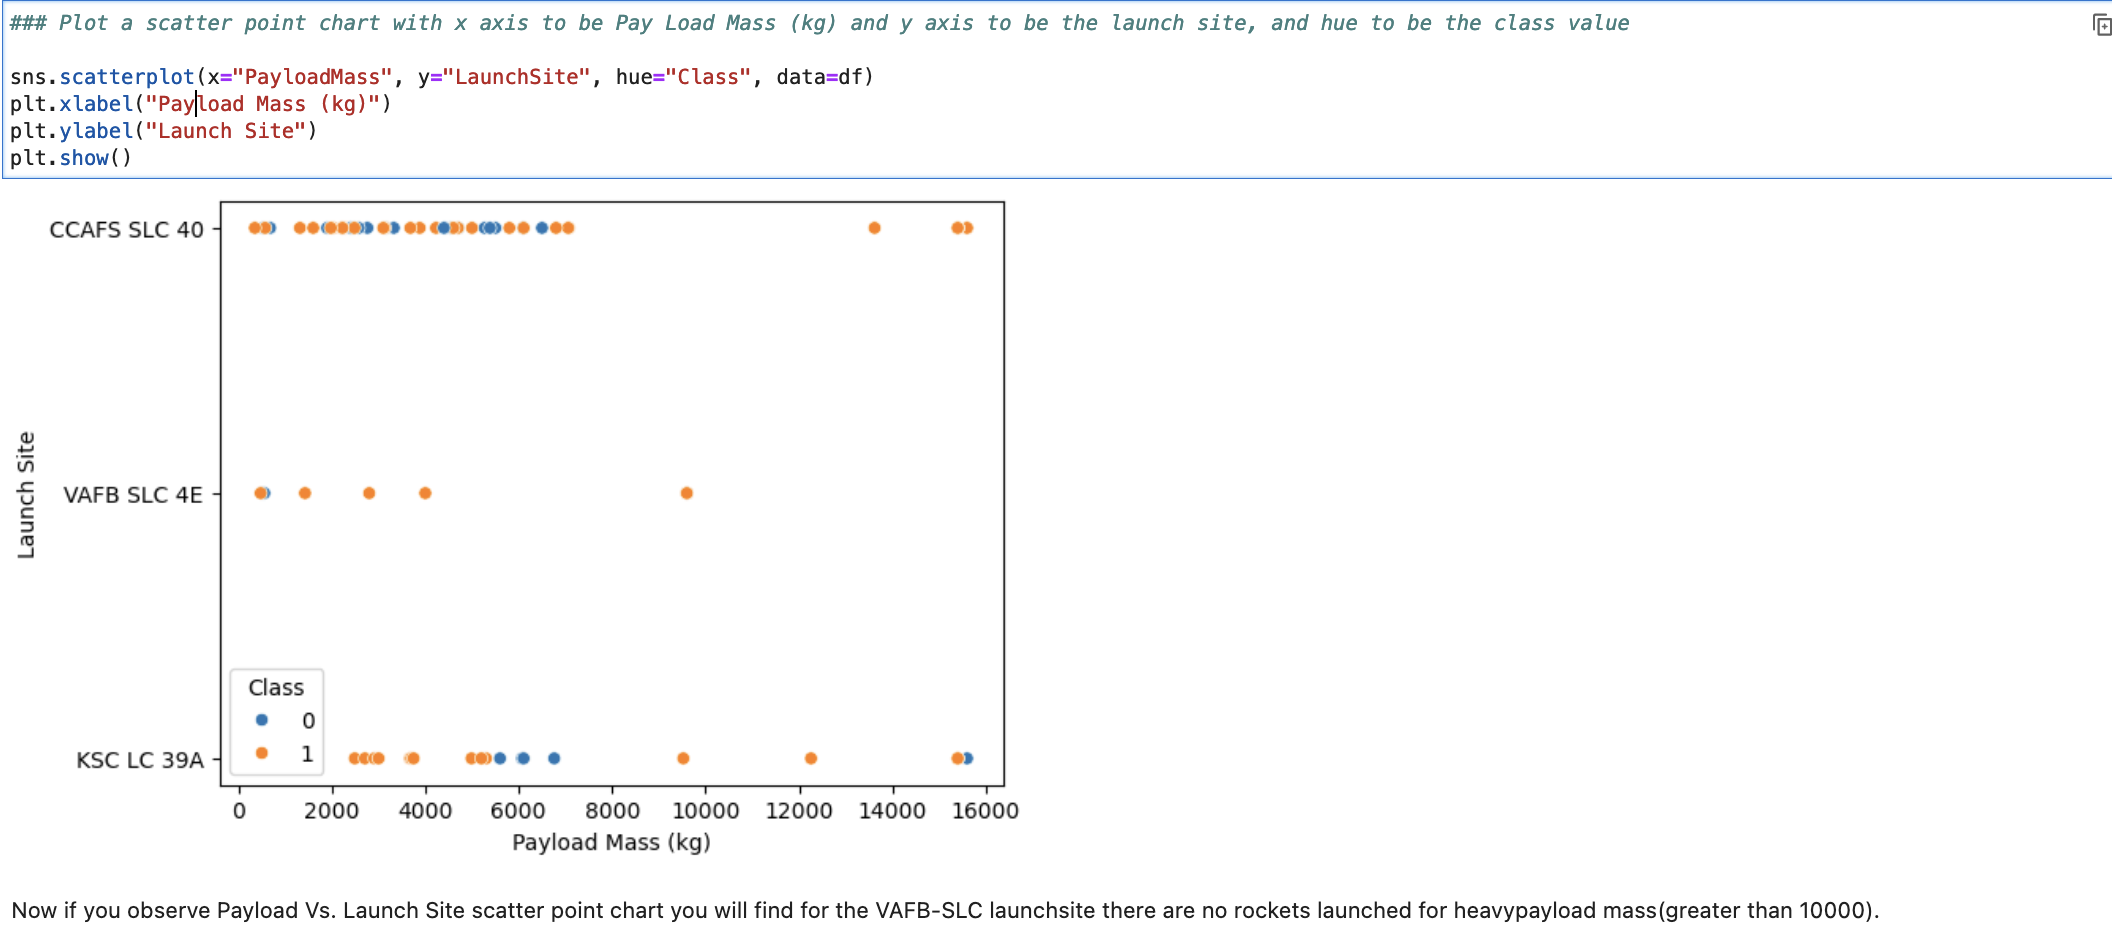 ### Plot a scatter point chart with x axis to be Pay Load Mass (kg) and y axis to be the launch site, and hue to be the class value
sns.scatterplot(x="PayloadMass", y="LaunchSite", hue="Class", data=df)
plt.xlabel("Payload Mass (kg)")
plt.ylabel("Launch Site")
plt.show()
CCAFS SLC 40
VAFB SLC 4E
KSC LC 39A
Launch Site
Class
0
1
0 2000 4000 6000 8000 10000 12000 14000 16000
Payload Mass (kg)
Now if you observe Payload Vs. Launch Site scatter point chart you will find for the VAFB-SLC launchsite there are no rockets launched for heavypayload mass(greater than 10000).